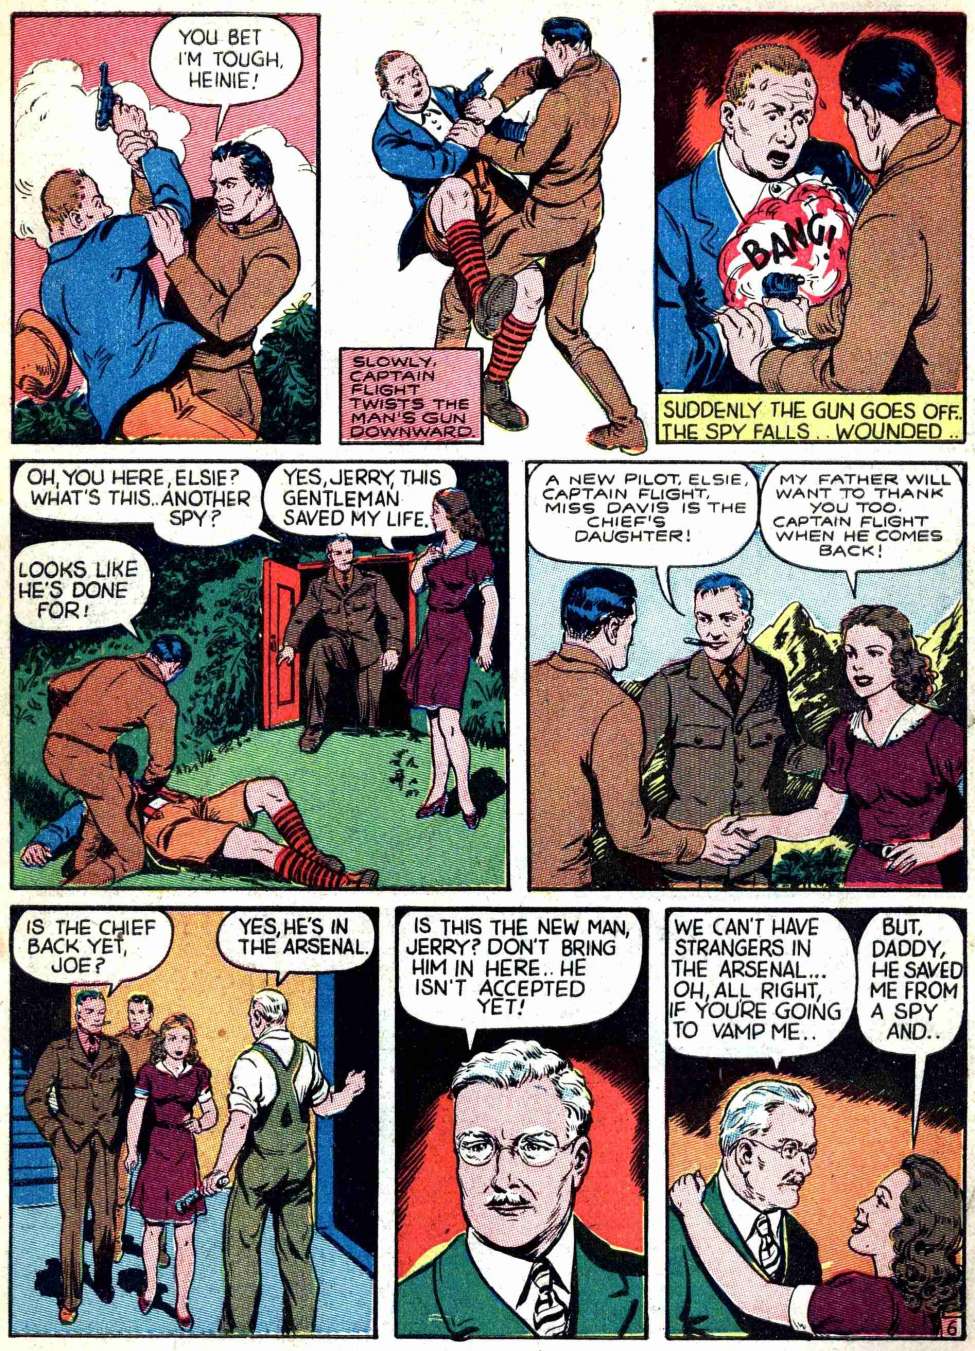 YOU BET
I'M TOUGH,
HEINIE!
SLOWLY,
CAPTAIN
FLIGHT
TWISTS THE
MAN'S GUN
DOWNWARD.
BANG!
SUDDENLY THE GUN GOES OFF..
THE SPY FALLS.. WOUNDED..
OH, YOU HERE, ELSIE?
WHAT'S THIS..ANOTHER
SPY?
YES, JERRY, THIS
GENTLEMAN
SAVED MY LIFE.
LOOKS LIKE
HE'S DONE
FOR!
A NEW PILOT, ELSIE,
CAPTAIN FLIGHT,
MISS DAVIS IS THE
CHIEF'S
DAUGHTER!
MY FATHER WILL
WANT TO THANK
YOU TOO,
CAPTAIN FLIGHT
WHEN HE COMES
BACK!
IS THE CHIEF
BACK YET,
JOE?
YES, HE'S IN
THE ARSENAL.
IS THIS THE NEW MAN,
JERRY? DON'T BRING
HIM IN HERE.. HE
ISN'T ACCEPTED
YET!
WE CAN'T HAVE
STRANGERS IN
THE ARSENAL...
OH, ALL RIGHT,
IF YOU'RE GOING
TO VAMP ME..
BUT,
DADDY,
HE SAVED
ME FROM
A SPY
AND..
6